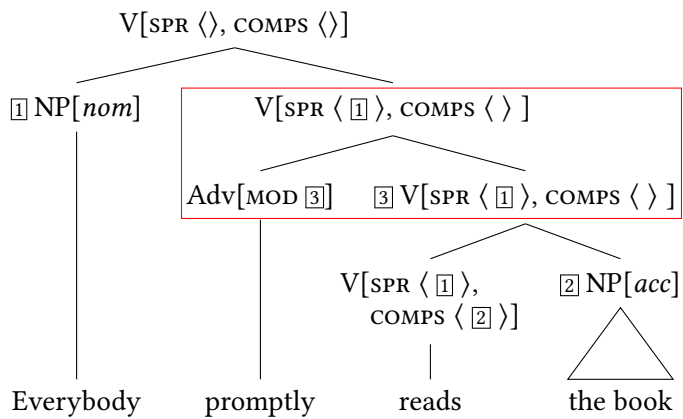 V[SPR ⟨⟩, COMPS ⟨⟩]
1 NP[nom] V[SPR ⟨ 1 ⟩, COMPS ⟨ ⟩ ]
Adv[MOD 3] 3 V[SPR ⟨ 1 ⟩, COMPS ⟨ ⟩ ]
V[SPR ⟨ 1 ⟩, 2 NP[acc]
COMPS ⟨ 2 ⟩]
Everybody promptly reads the book